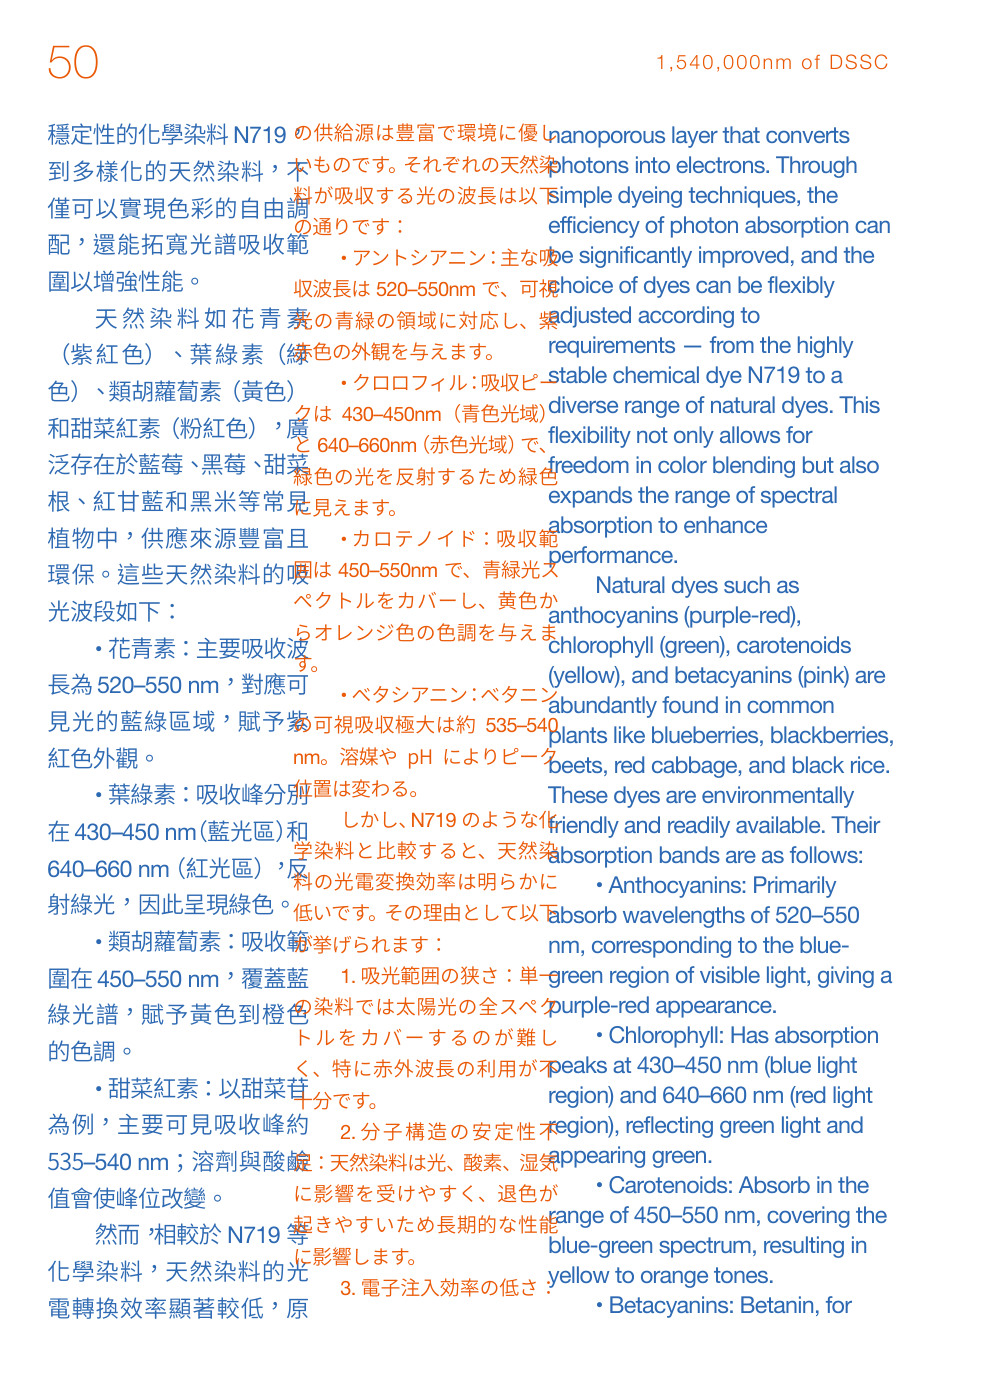 50
1,540,000nm of DSSC
穩定性的化學染料 N719，
到多樣化的天然染料，不
僅可以實現色彩的自由調
配，還能拓寬光譜吸收範
圍以增強性能。
天然染料如花青素
（紫紅色）、葉綠素（綠
色）、類胡蘿蔔素（黃色）
和甜菜紅素（粉紅色），廣
泛存在於藍莓、黑莓、甜菜
根、紅甘藍和黑米等常見
植物中，供應來源豐富且
環保。這些天然染料的吸
光波段如下：
• 花青素：主要吸收波
長為 520–550 nm，對應可
見光的藍綠區域，賦予紫
紅色外觀。
• 葉綠素：吸收峰分別
在 430–450 nm（藍光區）和
640–660 nm（紅光區），反
射綠光，因此呈現綠色。
• 類胡蘿蔔素：吸收範
圍在 450–550 nm，覆蓋藍
綠光譜，賦予黃色到橙色
的色調。
• 甜菜紅素：以甜菜苷
為例，主要可見吸收峰約
535–540 nm；溶劑與酸鹼
值會使峰位改變。
然而，相較於 N719 等
化學染料，天然染料的光
電轉換效率顯著較低，原
の供給源は豊富で環境に優し
いものです。それぞれの天然染
料が吸収する光の波長は以下
の通りです：
• アントシアニン：主な吸
収波長は 520–550nm で、可視
光の青緑の領域に対応し、紫
赤色の外観を与えます。
• クロロフィル：吸収ピー
クは 430–450nm（青色光域）
と 640–660nm（赤色光域）で、
緑色の光を反射するため緑色
に見えます。
• カロテノイド：吸収範
囲は 450–550nm で、青緑光ス
ペクトルをカバーし、黄色か
らオレンジ色の色調を与えま
す。
• ベタシアニン：ベタニン
の可視吸収極大は約 535–540
nm。溶媒や pH によりピーク
位置は変わる。
しかし、N719 のような化
学染料と比較すると、天然染
料の光電変換効率は明らかに
低いです。その理由として以下
が挙げられます：
1. 吸光範囲の狭さ：単一
の染料では太陽光の全スペク
トルをカバーするのが難し
く、特に赤外波長の利用が不
十分です。
2. 分子構造の安定性不
足：天然染料は光、酸素、湿気
に影響を受けやすく、退色が
起きやすいため長期的な性能
に影響します。
3. 電子注入効率の低さ：
nanoporous layer that converts
photons into electrons. Through
simple dyeing techniques, the
efficiency of photon absorption can
be significantly improved, and the
choice of dyes can be flexibly
adjusted according to
requirements — from the highly
stable chemical dye N719 to a
diverse range of natural dyes. This
flexibility not only allows for
freedom in color blending but also
expands the range of spectral
absorption to enhance
performance.
Natural dyes such as
anthocyanins (purple-red),
chlorophyll (green), carotenoids
(yellow), and betacyanins (pink) are
abundantly found in common
plants like blueberries, blackberries,
beets, red cabbage, and black rice.
These dyes are environmentally
friendly and readily available. Their
absorption bands are as follows:
• Anthocyanins: Primarily
absorb wavelengths of 520–550
nm, corresponding to the blue-
green region of visible light, giving a
purple-red appearance.
• Chlorophyll: Has absorption
peaks at 430–450 nm (blue light
region) and 640–660 nm (red light
region), reflecting green light and
appearing green.
• Carotenoids: Absorb in the
range of 450–550 nm, covering the
blue-green spectrum, resulting in
yellow to orange tones.
• Betacyanins: Betanin, for